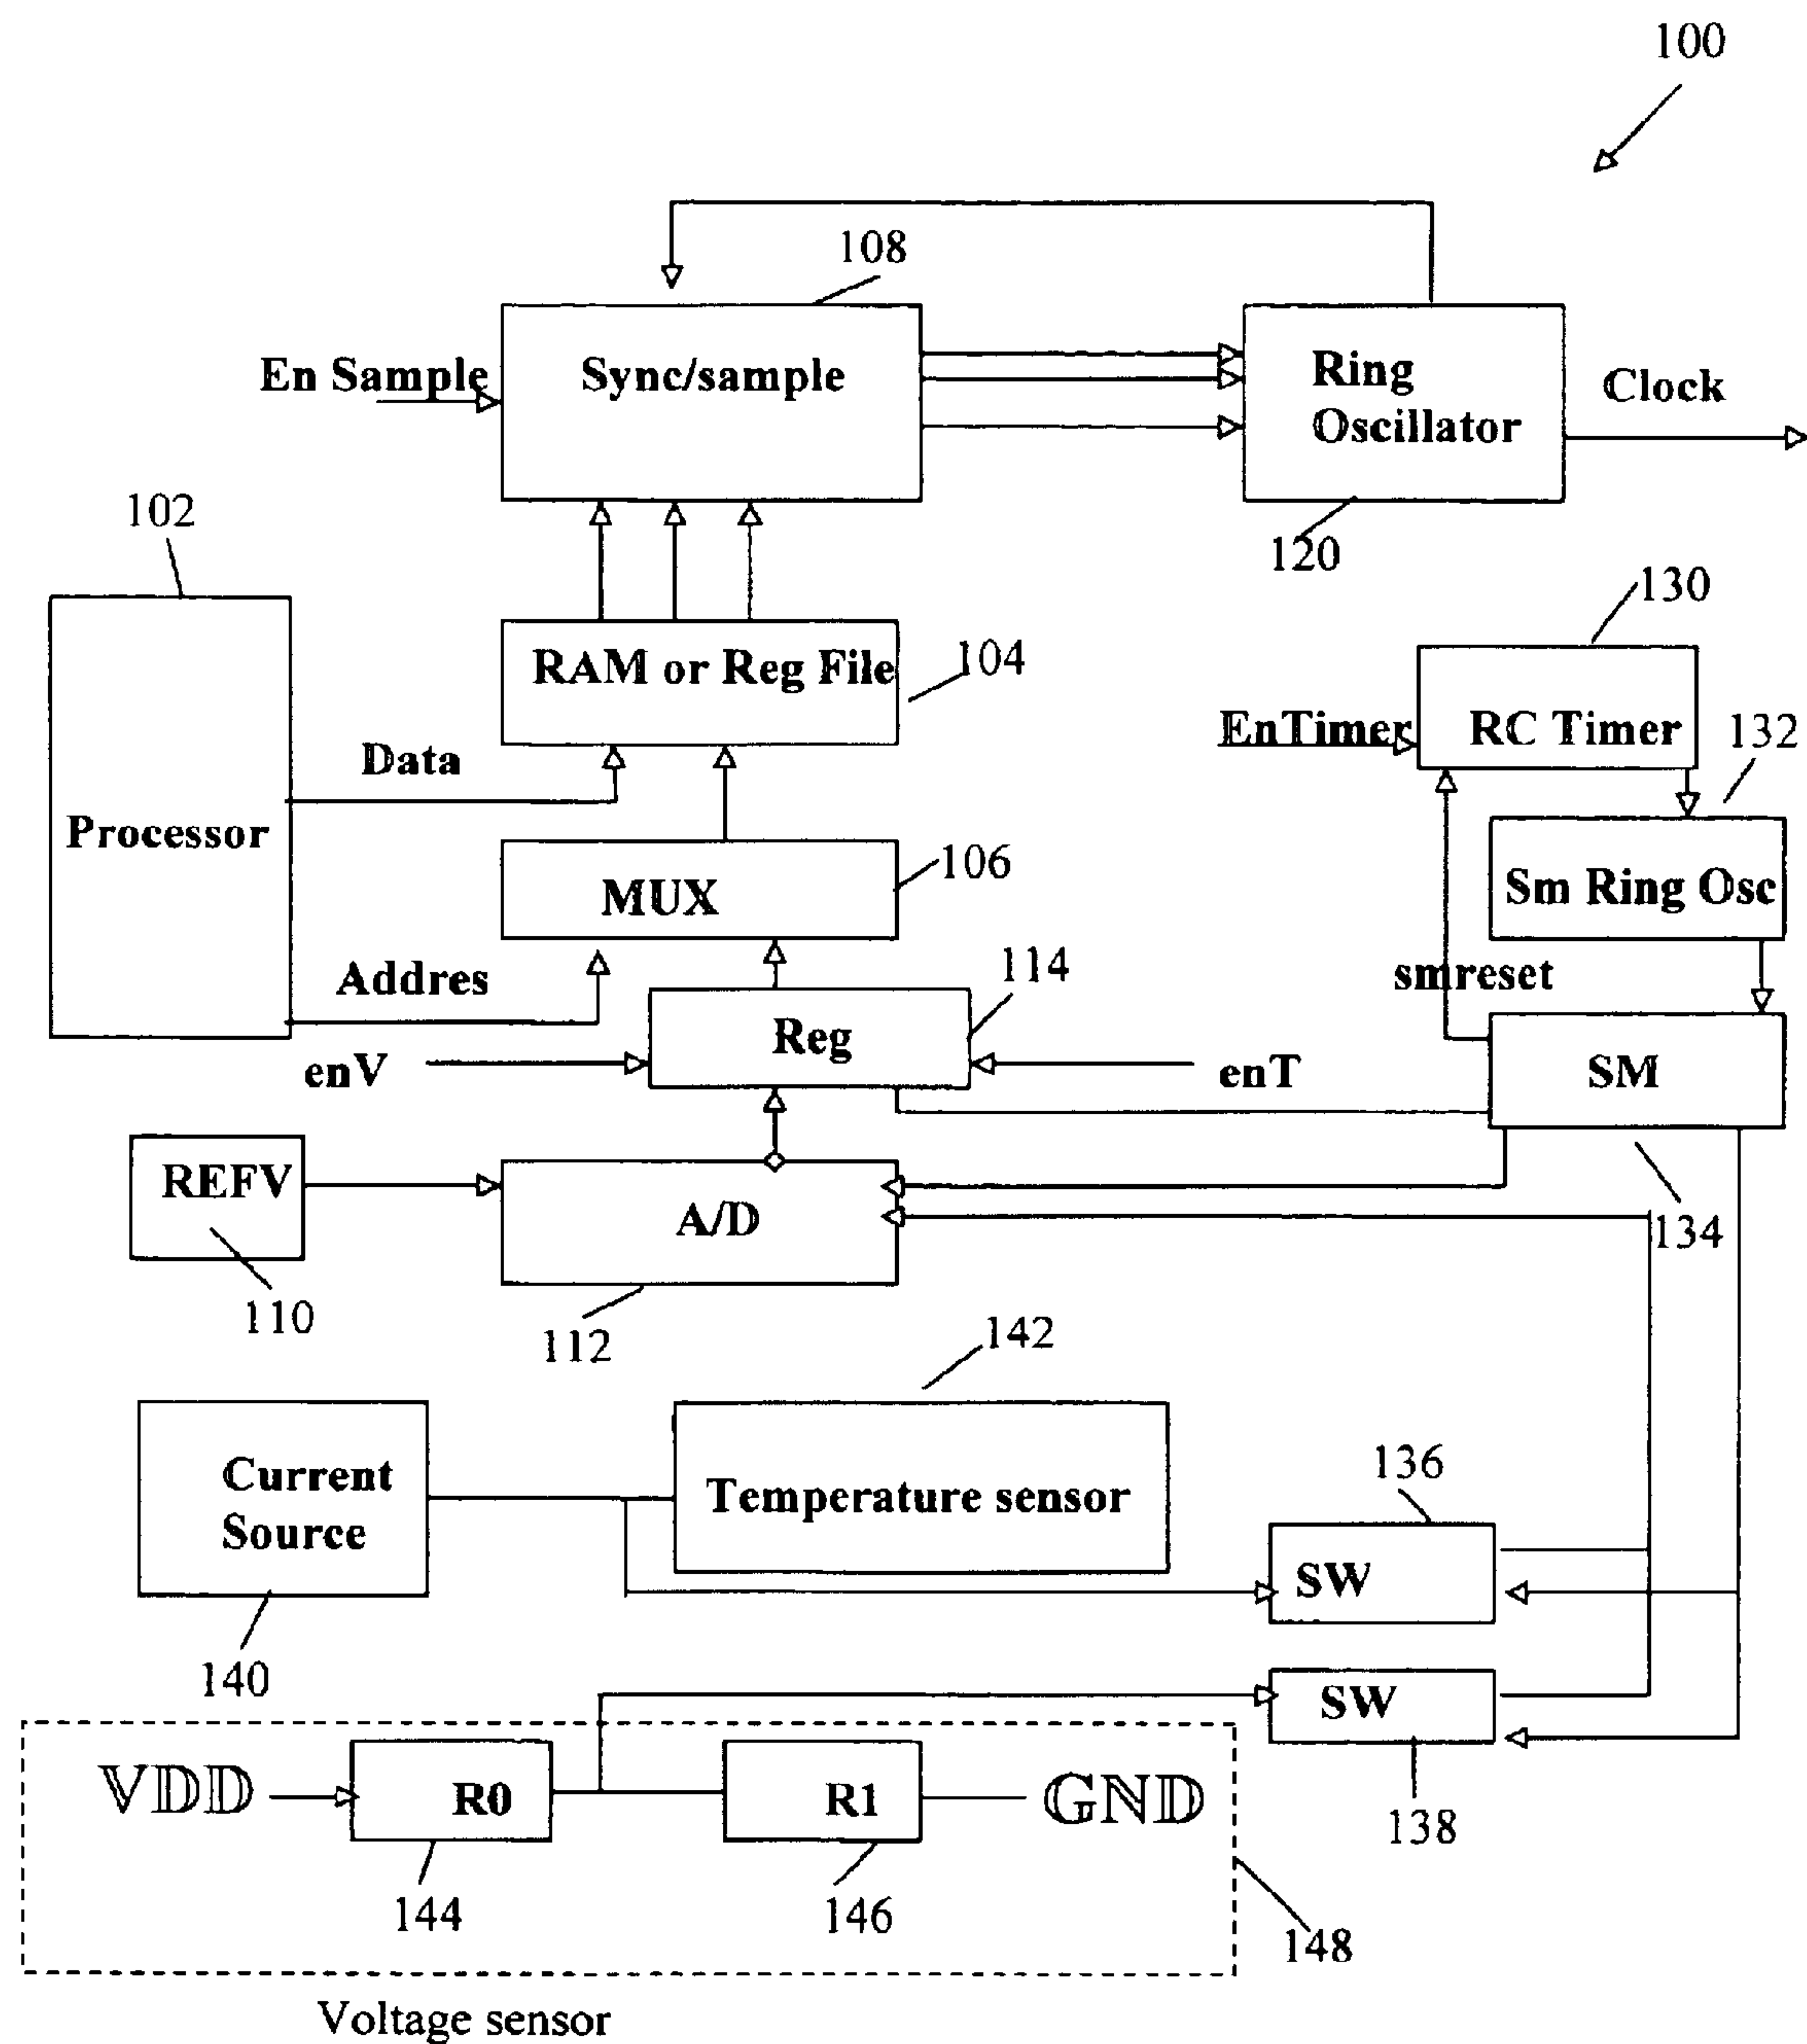 100
108
En Sample
Sync/sample
Ring
Oscillator
Clock
102
120
130
RAM or Reg File
104
EnTimer
RC Timer
132
Data
Processor
MUX
106
Sm Ring Osc
Addres
114
smreset
Reg
enV
enT
SM
REFV
A/D
134
110
112
142
Current
Source
Temperature sensor
136
SW
140
SW
VDD
R0
R1
GND
138
144
146
148
Voltage sensor